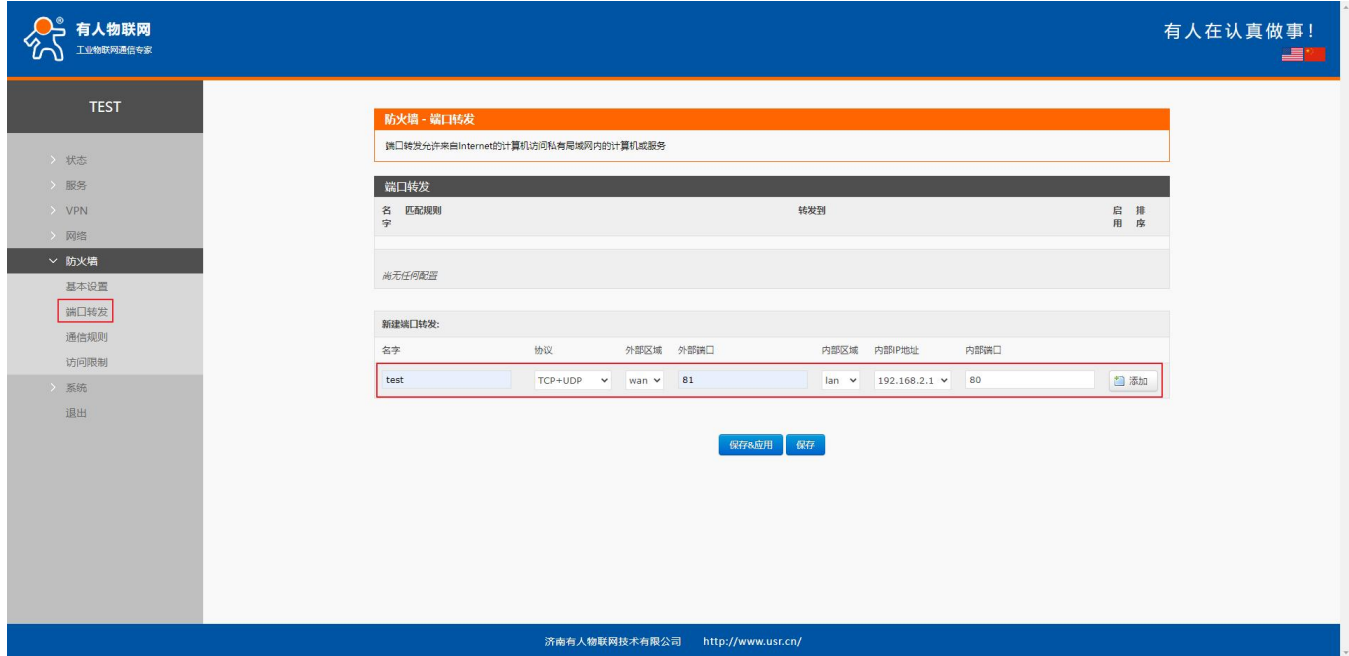 有人物联网
工业物联网通信专家
有人在认真做事！
TEST
状态
服务
VPN
网络
防火墙
基本设置
端口转发
通信规则
访问限制
系统
退出
防火墙 - 端口转发
端口转发允许来自Internet的计算机访问私有局域网内的计算机或服务
端口转发
名字 匹配规则 转发到 启用 排序
尚无任何配置
新建端口转发:
名字 协议 外部区域 外部端口 内部区域 内部IP地址 内部端口
test TCP+UDP wan 81 lan 192.168.2.1 80 添加
保存&应用 保存
济南有人物联网技术有限公司 http://www.usr.cn/